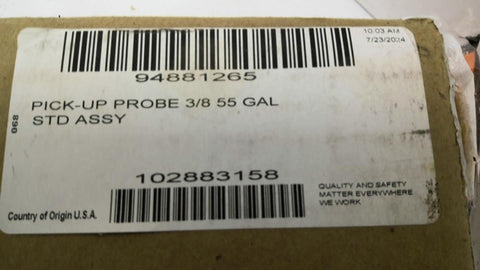 10:03 AM
7/23/2024
94881265
PICK-UP PROBE 3/8 55 GAL
STD ASSY
890
102883158
QUALITY AND SAFETY
MATTER EVERYWHERE
WE WORK
Country of Origin U.S.A.